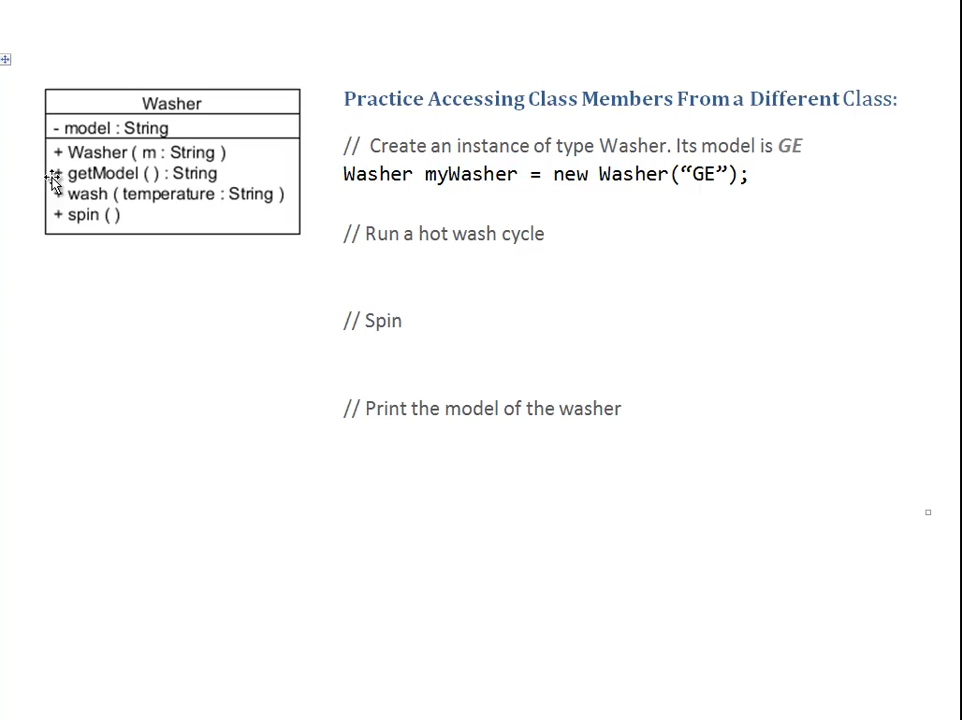 Washer
- model : String
+ Washer ( m : String )
+ getModel ( ) : String
+ wash ( temperature : String )
+ spin ( )
Practice Accessing Class Members From a Different Class:
// Create an instance of type Washer. Its model is GE
Washer myWasher = new Washer(“GE”);
// Run a hot wash cycle
// Spin
// Print the model of the washer